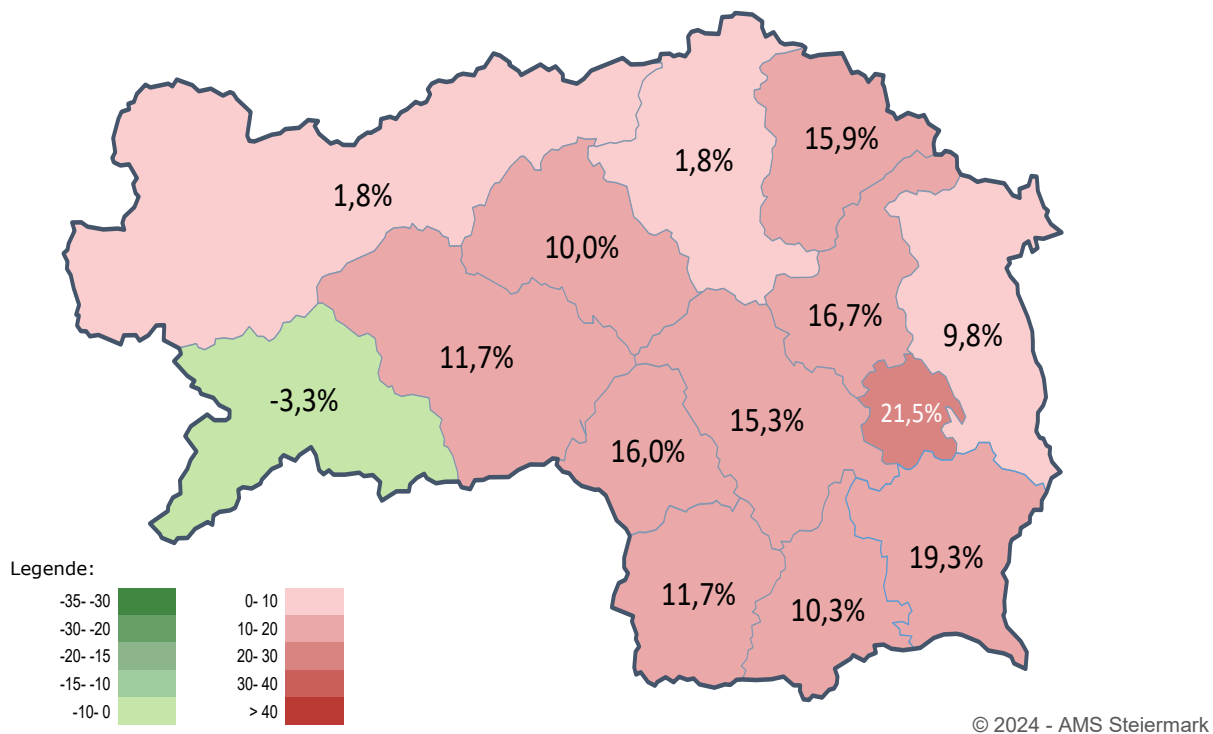 15,9%
1,8%
1,8%
10,0%
16,7%
9,8%
11,7%
-3,3%
21,5%
15,3%
16,0%
19,3%
11,7%
10,3%
Legende:
-35- -30 0- 10
-30- -20 10- 20
-20- -15 20- 30
-15- -10 30- 40
-10- 0 > 40
© 2024 - AMS Steiermark